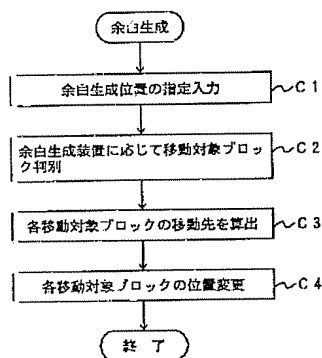 余白生成
余白生成位置の指定入力
C1
余白生成装置に応じて移動対象ブロッ
ク判別
C2
各移動対象ブロックの移動先を算出
C3
各移動対象ブロックの位置変更
C4
終了